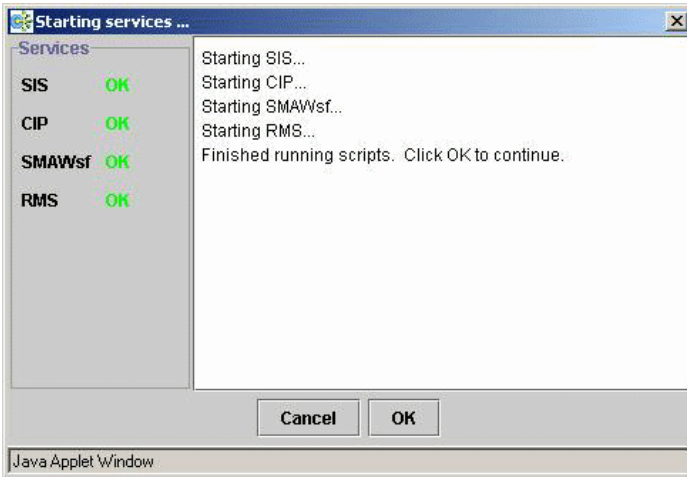 Starting services ...
Services
SIS OK
CIP OK
SMAWsf OK
RMS OK
Starting SIS...
Starting CIP...
Starting SMAWsf...
Starting RMS...
Finished running scripts.  Click OK to continue.
Cancel OK
Java Applet Window